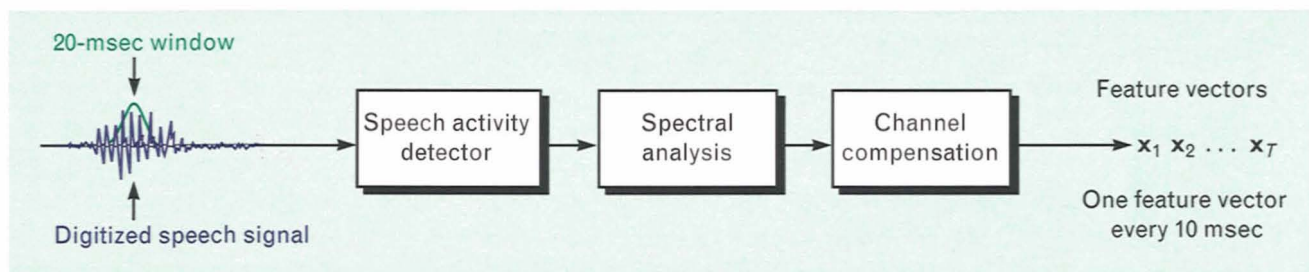 20-msec window
Digitized speech signal
Speech activity
detector
Spectral
analysis
Channel
compensation
Feature vectors
x1 x2 . . . xT
One feature vector
every 10 msec